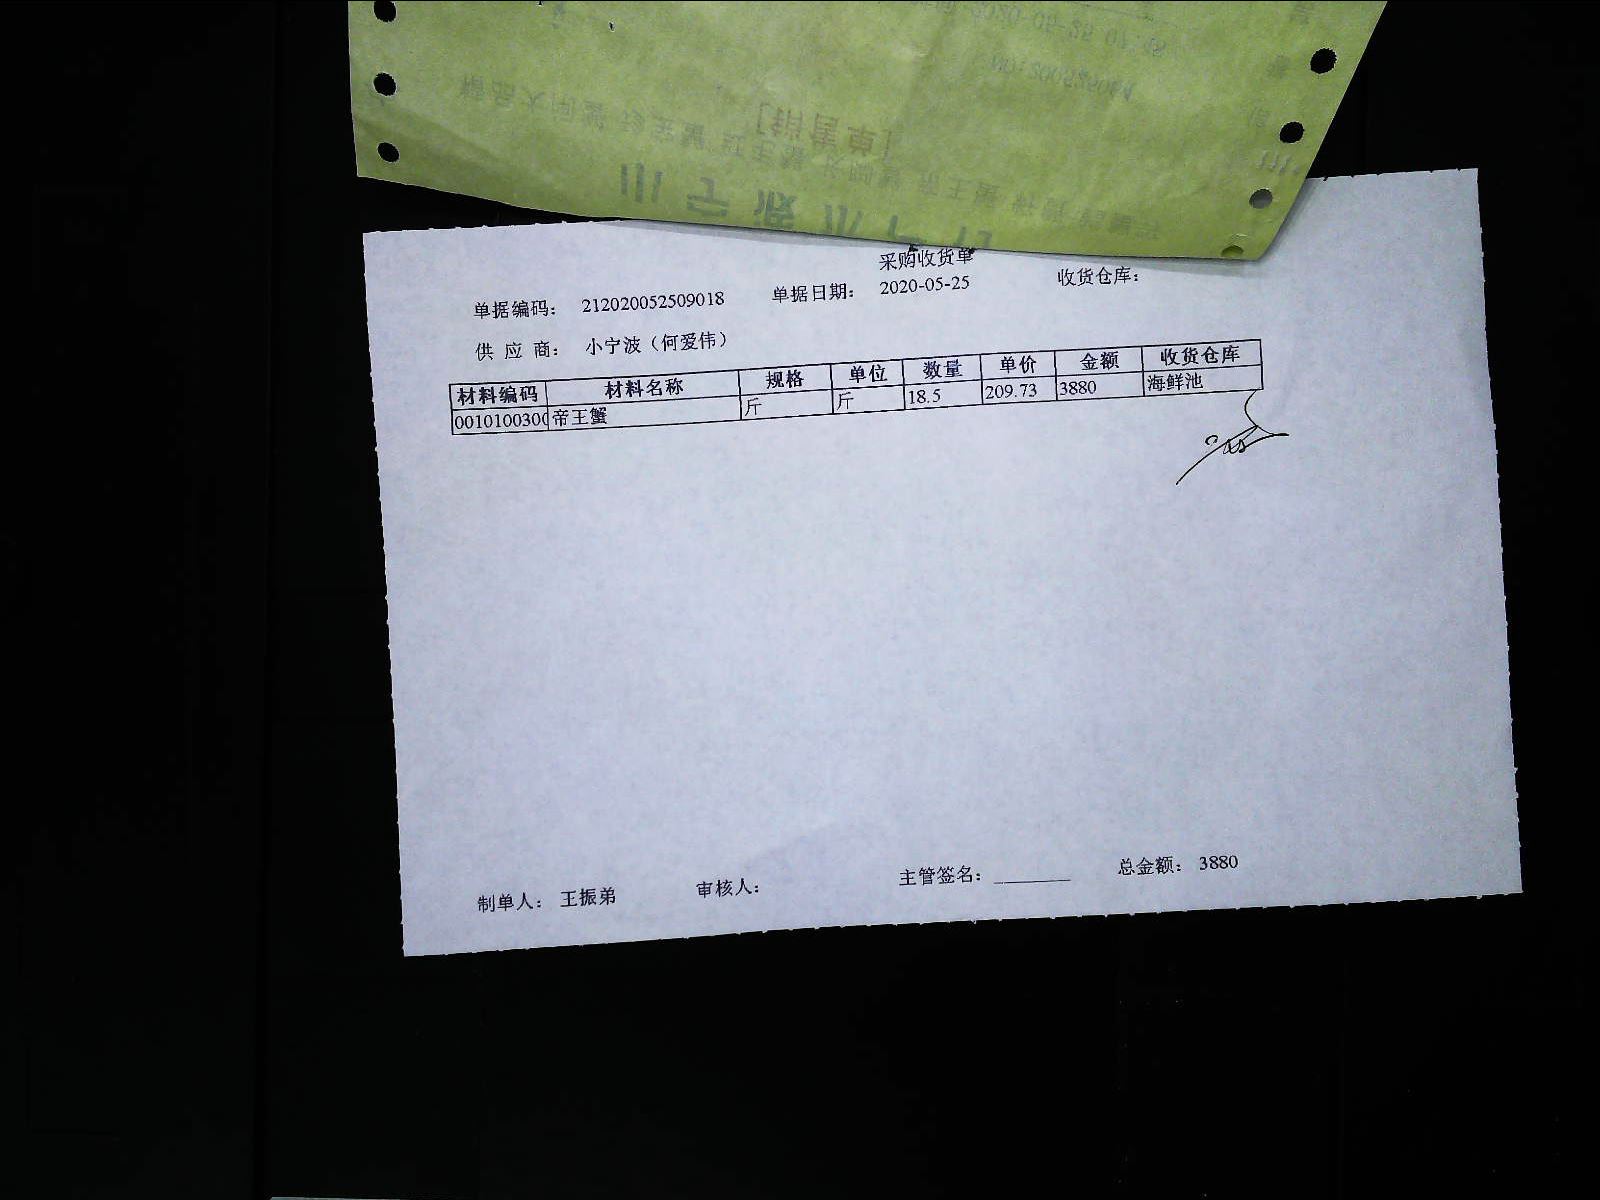 [销售单]
采购收货单
单据编码： 212020052509018 单据日期： 2020-05-25 收货仓库：
供 应 商： 小宁波（何爱伟）
材料编码 材料名称 规格 单位 数量 单价 金额 收货仓库
0010100300 帝王蟹 斤 斤 18.5 209.73 3880 海鲜池
制单人： 王振弟 审核人： 主管签名：________ 总金额： 3880